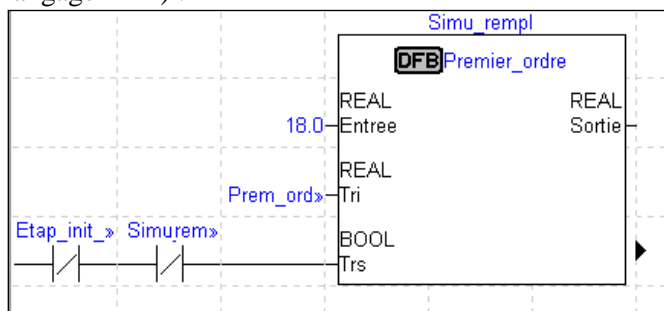 Simu_rempl
DFB Premier_ordre
REAL REAL
18.0 Entree Sortie
REAL
Prem_ord» Tri
Etap_init_» Simurem» BOOL
Trs